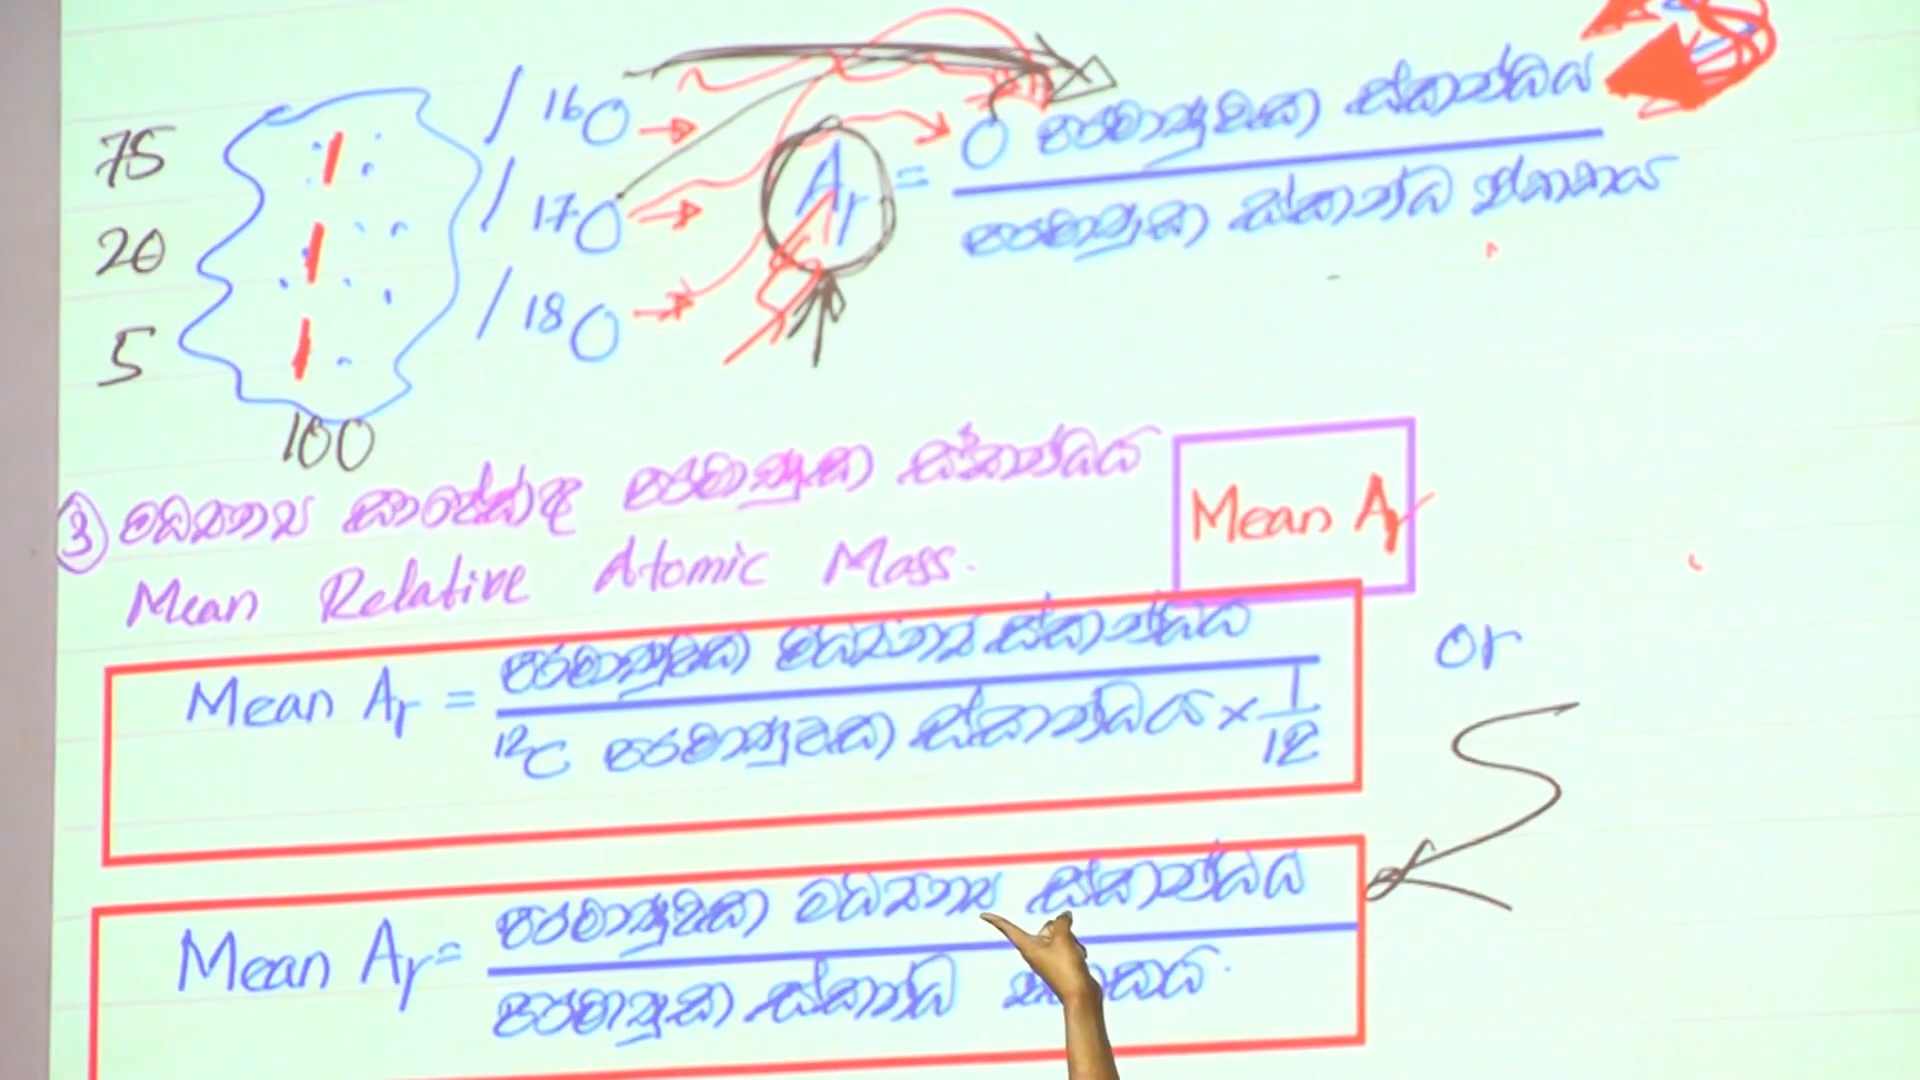 75 / 16O
20 / 17O
5 / 18O
100
Ar = O පරමාණුවක ස්කන්ධය
පරමාණුක ස්කන්ධ ඒකකය
③ මධ්‍යන්‍ය සාපේක්ෂ පරමාණුක ස්කන්ධය
Mean Relative Atomic Mass.
Mean Ar
Mean Ar = පරමාණුවක මධ්‍යන්‍ය ස්කන්ධය
12C පරමාණුවක ස්කන්ධය × 1/12
or
Mean Ar = පරමාණුවක මධ්‍යන්‍ය ස්කන්ධය
පරමාණුක ස්කන්ධ